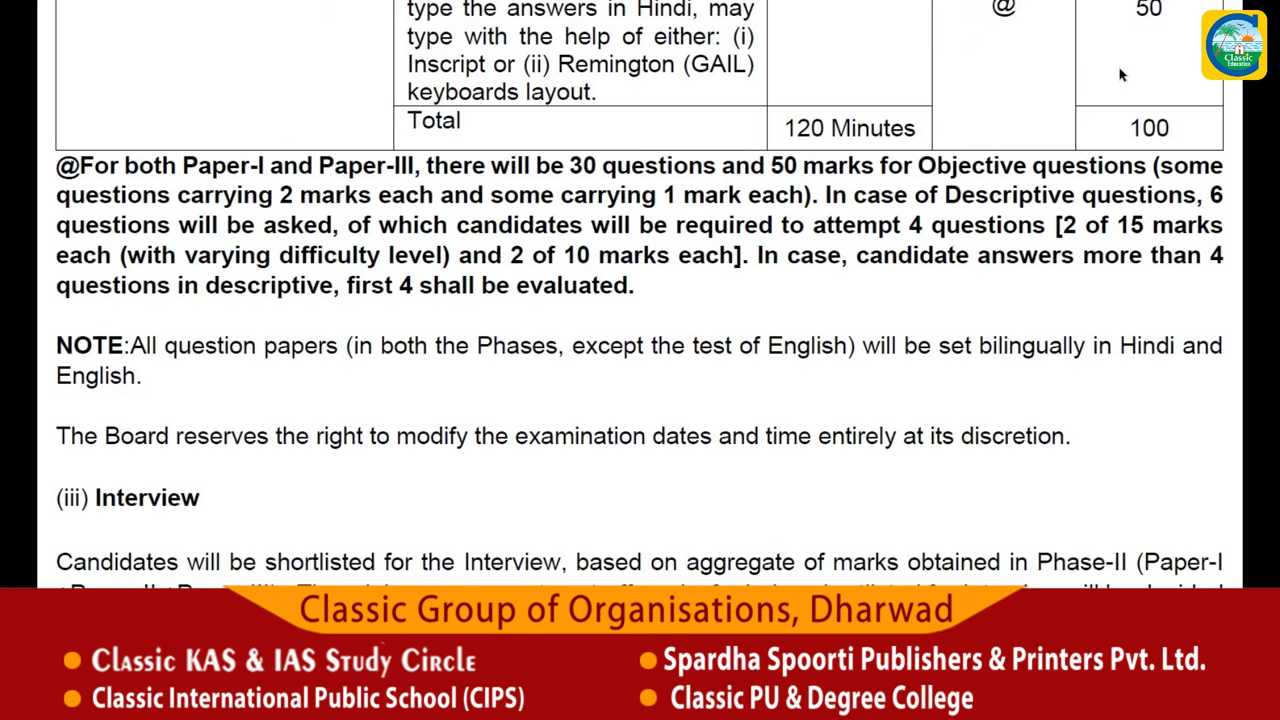 type the answers in Hindi, may
type with the help of either: (i)
Inscript or (ii) Remington (GAIL)
keyboards layout.
@
50
Total
120 Minutes
100
@For both Paper-I and Paper-III, there will be 30 questions and 50 marks for Objective questions (some
questions carrying 2 marks each and some carrying 1 mark each). In case of Descriptive questions, 6
questions will be asked, of which candidates will be required to attempt 4 questions [2 of 15 marks
each (with varying difficulty level) and 2 of 10 marks each]. In case, candidate answers more than 4
questions in descriptive, first 4 shall be evaluated.
NOTE:All question papers (in both the Phases, except the test of English) will be set bilingually in Hindi and
English.
The Board reserves the right to modify the examination dates and time entirely at its discretion.
(iii) Interview
Candidates will be shortlisted for the Interview, based on aggregate of marks obtained in Phase-II (Paper-I
Classic Group of Organisations, Dharwad
Classic KAS & IAS Study Circle
Spardha Spoorti Publishers & Printers Pvt. Ltd.
Classic International Public School (CIPS)
Classic PU & Degree College
Classic
Education